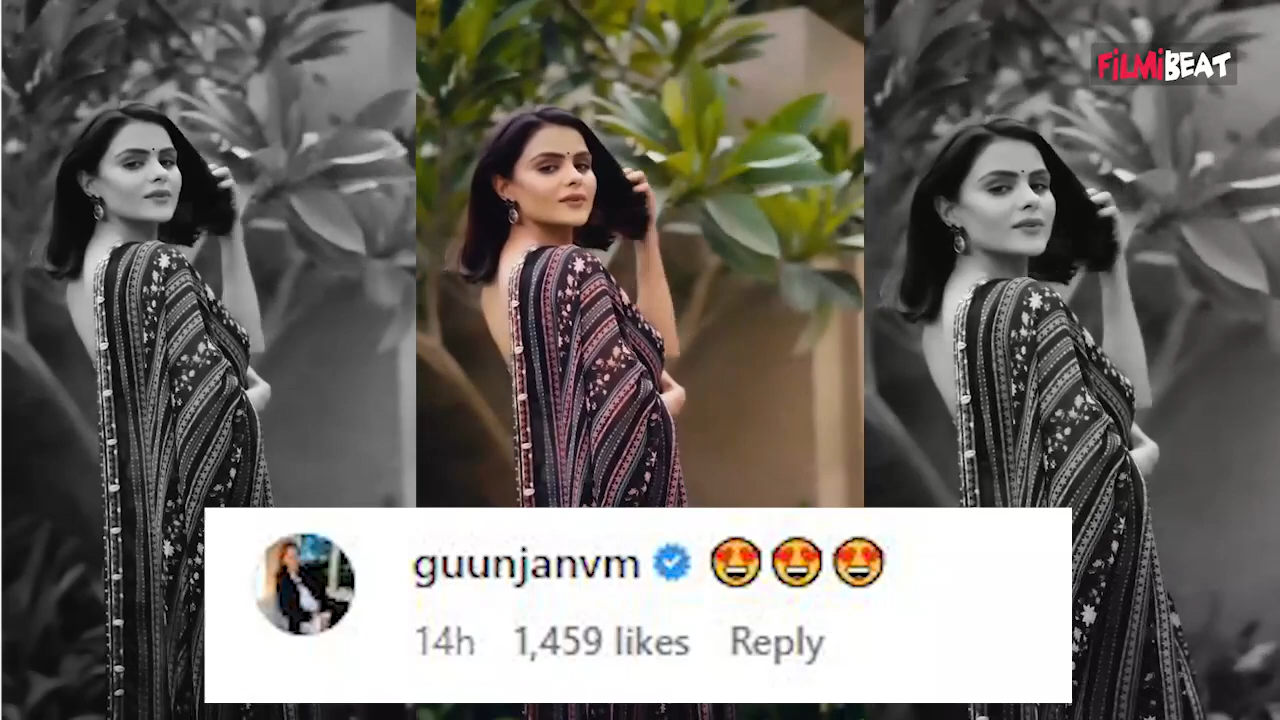 FILMIBEAT
guunjanvm 😍 😍 😍
14h 1,459 likes Reply